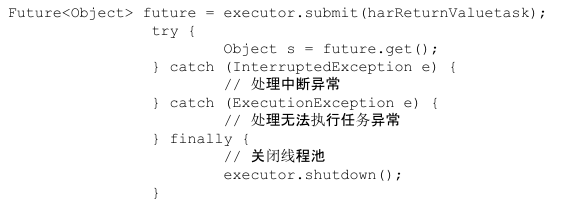 Future<Object> future = executor.submit(harReturnValuetask);
try {
Object s = future.get();
} catch (InterruptedException e) {
// 处理中断异常
} catch (ExecutionException e) {
// 处理无法执行任务异常
} finally {
// 关闭线程池
executor.shutdown();
}